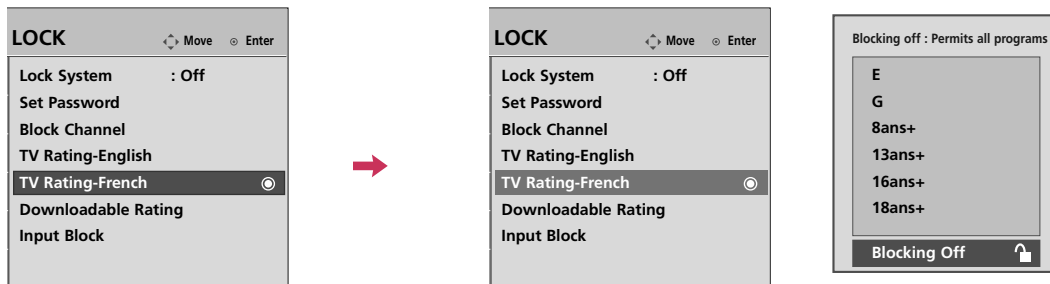 LOCK Move Enter
Lock System : Off
Set Password
Block Channel
TV Rating-English
TV Rating-French
Downloadable Rating
Input Block
LOCK Move Enter
Lock System : Off
Set Password
Block Channel
TV Rating-English
TV Rating-French
Downloadable Rating
Input Block
Blocking off : Permits all programs
E
G
8ans+
13ans+
16ans+
18ans+
Blocking Off